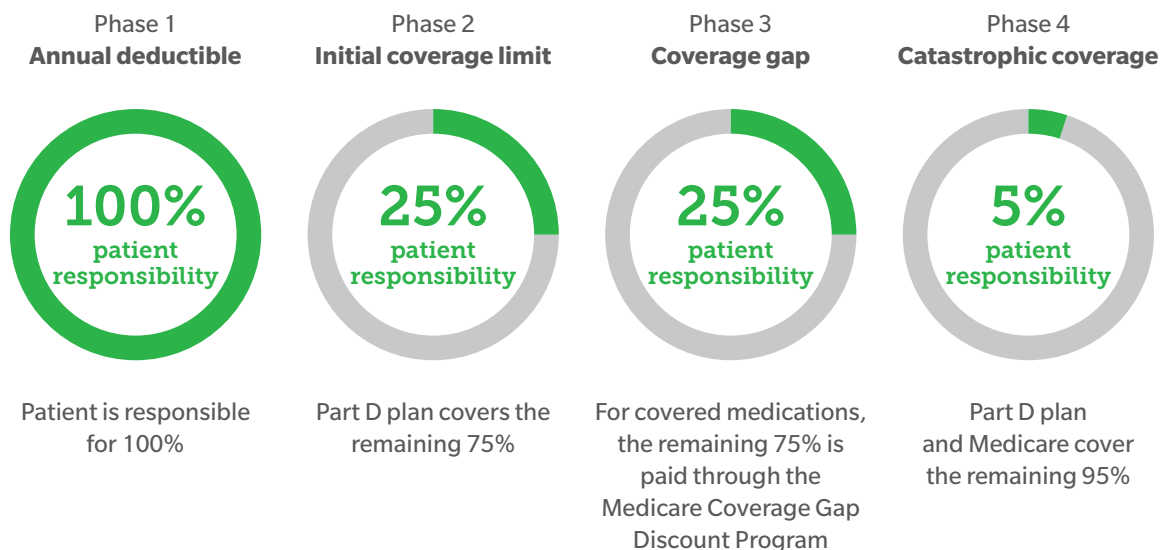 Phase 1
Annual deductible
100%
patient
responsibility
Patient is responsible
for 100%
Phase 2
Initial coverage limit
25%
patient
responsibility
Part D plan covers the
remaining 75%
Phase 3
Coverage gap
25%
patient
responsibility
For covered medications,
the remaining 75% is
paid through the
Medicare Coverage Gap
Discount Program
Phase 4
Catastrophic coverage
5%
patient
responsibility
Part D plan
and Medicare cover
the remaining 95%